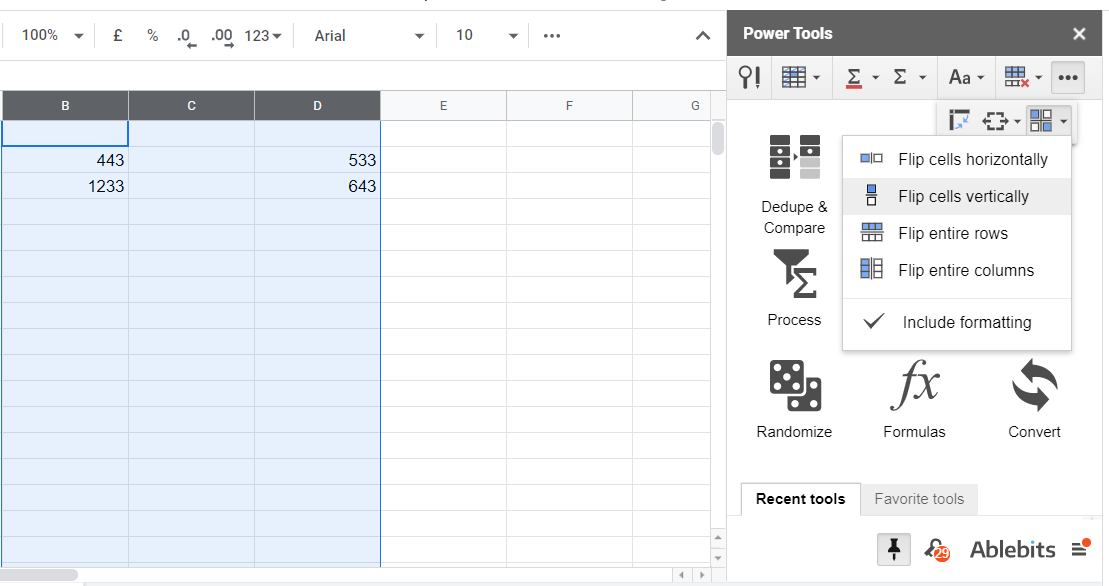 100% £ % .0 .00 123 Arial 10 ...
Power Tools
Aa
B C D E F G
443 533
1233 643
Flip cells horizontally
Flip cells vertically
Flip entire rows
Flip entire columns
Include formatting
Dedupe &
Compare
Process
Randomize
Formulas
Convert
Recent tools
Favorite tools
29
Ablebits